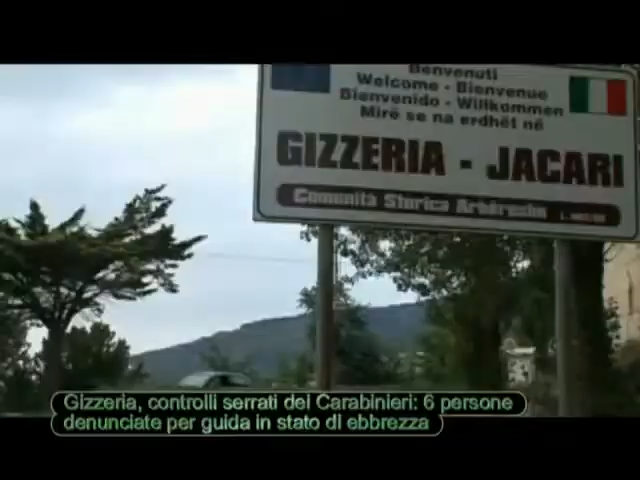 Benvenuti
Welcome - Bienvenue
Bienvenido - Willkommen
Mirë se na erdhët në
GIZZERIA - JACARI
Comunità Storica Arbëreshe
Gizzeria, controlli serrati dei Carabinieri: 6 persone
denunciate per guida in stato di ebbrezza